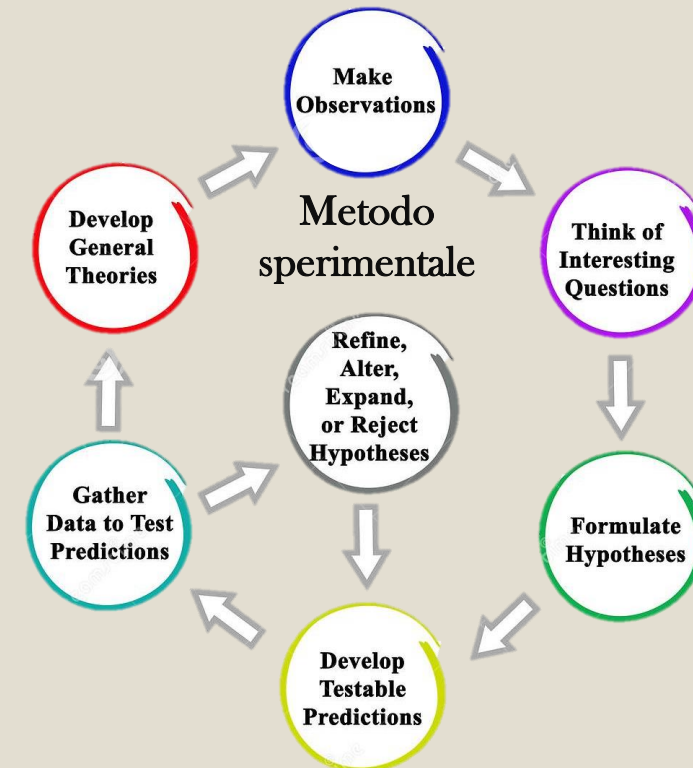 Make
Observations
Metodo
sperimentale
Think of
Interesting
Questions
Formulate
Hypotheses
Develop
Testable
Predictions
Gather
Data to Test
Predictions
Refine,
Alter,
Expand,
or Reject
Hypotheses
Develop
General
Theories